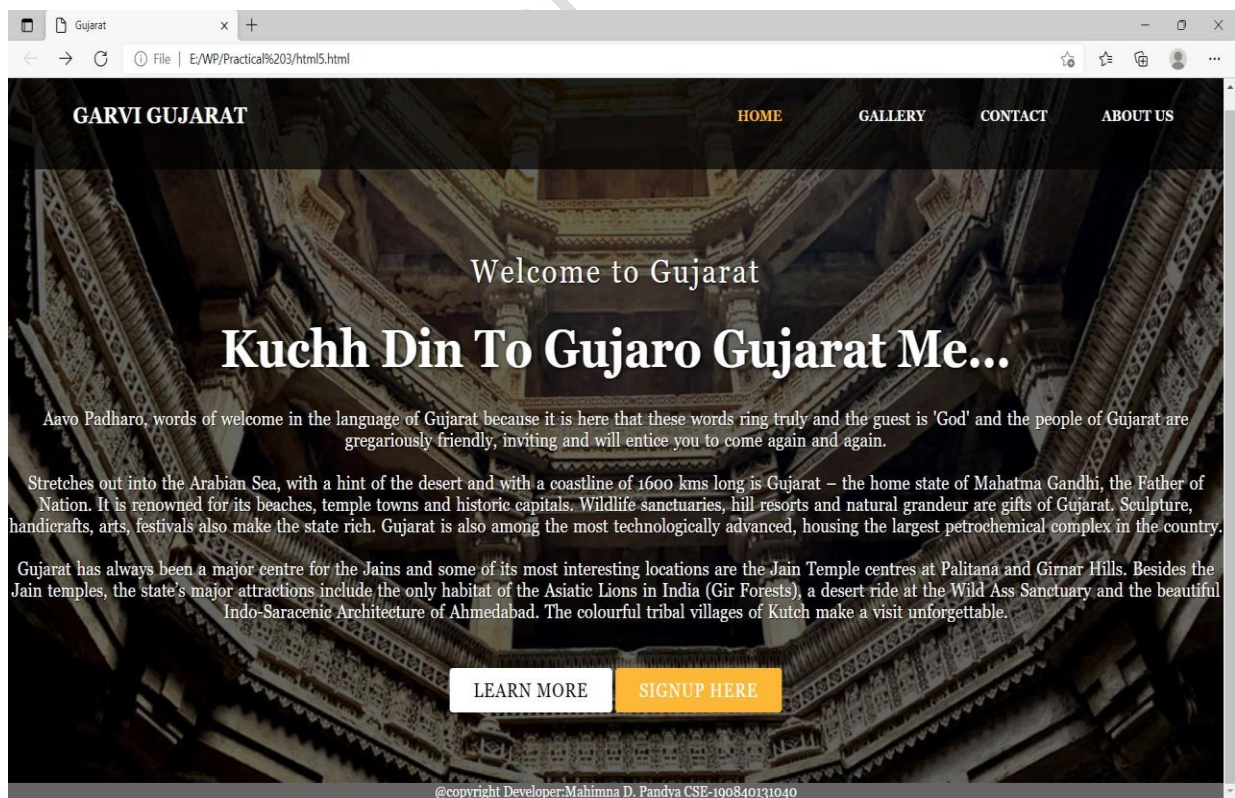 Gujarat
File | E:/WP/Practical%203/html5.html
GARVI GUJARAT HOME GALLERY CONTACT ABOUT US
Welcome to Gujarat
Kuchh Din To Gujaro Gujarat Me...
Aavo Padharo, words of welcome in the language of Gujarat because it is here that these words ring truly and the guest is 'God' and the people of Gujarat are
gregariously friendly, inviting and will entice you to come again and again.
Stretches out into the Arabian Sea, with a hint of the desert and with a coastline of 1600 kms long is Gujarat – the home state of Mahatma Gandhi, the Father of
Nation. It is renowned for its beaches, temple towns and historic capitals. Wildlife sanctuaries, hill resorts and natural grandeur are gifts of Gujarat. Sculpture,
handicrafts, arts, festivals also make the state rich. Gujarat is also among the most technologically advanced, housing the largest petrochemical complex in the country.
Gujarat has always been a major centre for the Jains and some of its most interesting locations are the Jain Temple centres at Palitana and Girnar Hills. Besides the
Jain temples, the state’s major attractions include the only habitat of the Asiatic Lions in India (Gir Forests), a desert ride at the Wild Ass Sanctuary and the beautiful
Indo-Saracenic Architecture of Ahmedabad. The colourful tribal villages of Kutch make a visit unforgettable.
LEARN MORE SIGNUP HERE
@copyright Developer:Mahimna D. Pandya CSE-190840131040